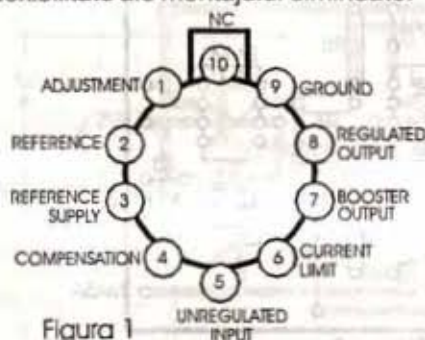 NC
10
ADJUSTMENT 1
9 GROUND
REFERENCE 2
8 REGULATED
OUTPUT
REFERENCE
SUPPLY 3
7 BOOSTER
OUTPUT
COMPENSATION 4
6 CURRENT
LIMIT
5
UNREGULATED
INPUT
Figura 1